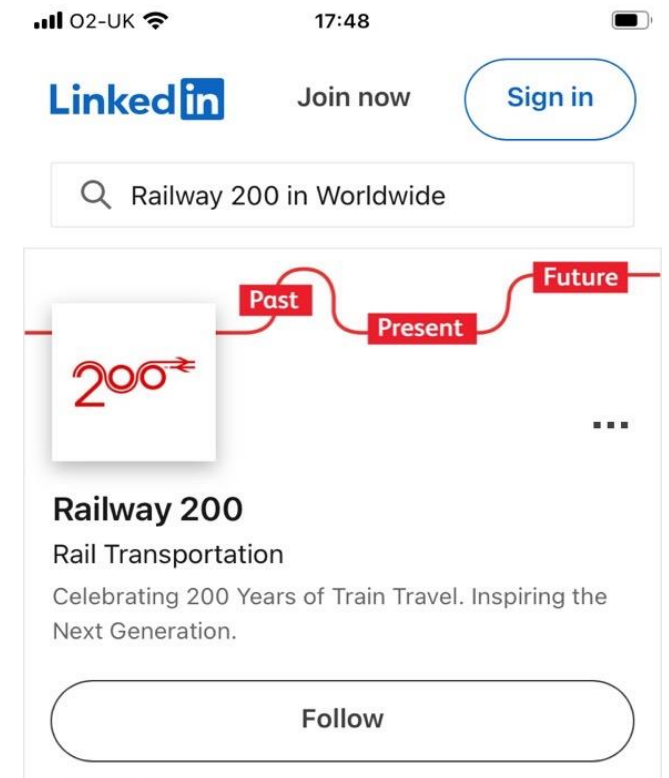 O2-UK 17:48
Linkedin Join now Sign in
Railway 200 in Worldwide
Future
Past
Present
200
Railway 200
Rail Transportation
Celebrating 200 Years of Train Travel. Inspiring the
Next Generation.
Follow